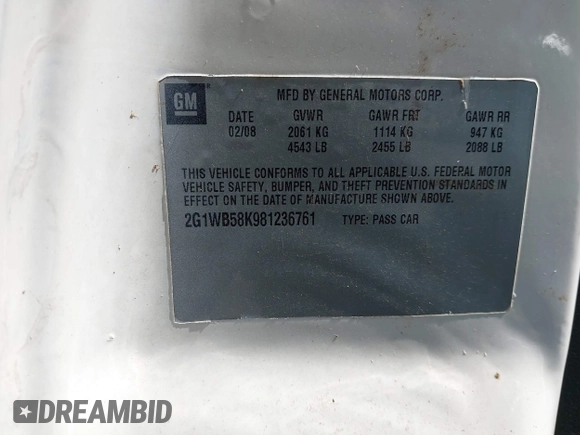 MFD BY GENERAL MOTORS CORP.
GM
DATE GVWR GAWR FRT GAWR RR
02/08 2061 KG 1114 KG 947 KG
4543 LB 2455 LB 2088 LB
THIS VEHICLE CONFORMS TO ALL APPLICABLE U.S. FEDERAL MOTOR
VEHICLE SAFETY, BUMPER, AND THEFT PREVENTION STANDARDS IN
EFFECT ON THE DATE OF MANUFACTURE SHOWN ABOVE.
2G1WB58K981236761 TYPE: PASS CAR
DREAMBID